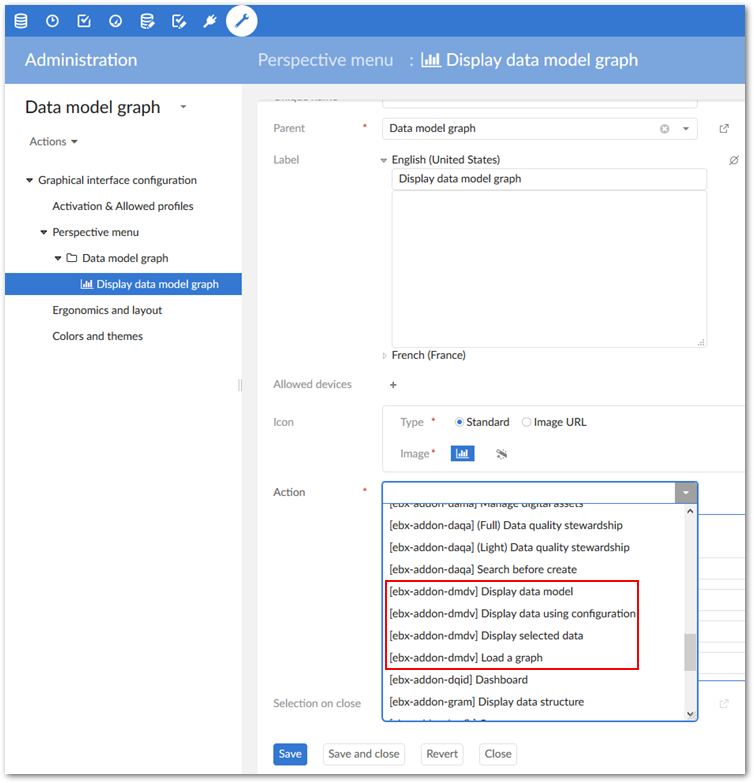 Administration
Perspective menu : Display data model graph
Data model graph
Actions
Graphical interface configuration
Activation & Allowed profiles
Perspective menu
Data model graph
Display data model graph
Ergonomics and layout
Colors and themes
Parent * Data model graph
Label English (United States)
Display data model graph
French (France)
Allowed devices +
Icon Type * Standard Image URL
Image *
Action *
[ebx-addon-dama] Manage digital assets
[ebx-addon-daqa] (Full) Data quality stewardship
[ebx-addon-daqa] (Light) Data quality stewardship
[ebx-addon-daqa] Search before create
[ebx-addon-dmdv] Display data model
[ebx-addon-dmdv] Display data using configuration
[ebx-addon-dmdv] Display selected data
[ebx-addon-dmdv] Load a graph
[ebx-addon-dqid] Dashboard
[ebx-addon-gram] Display data structure
Selection on close
Save Save and close Revert Close